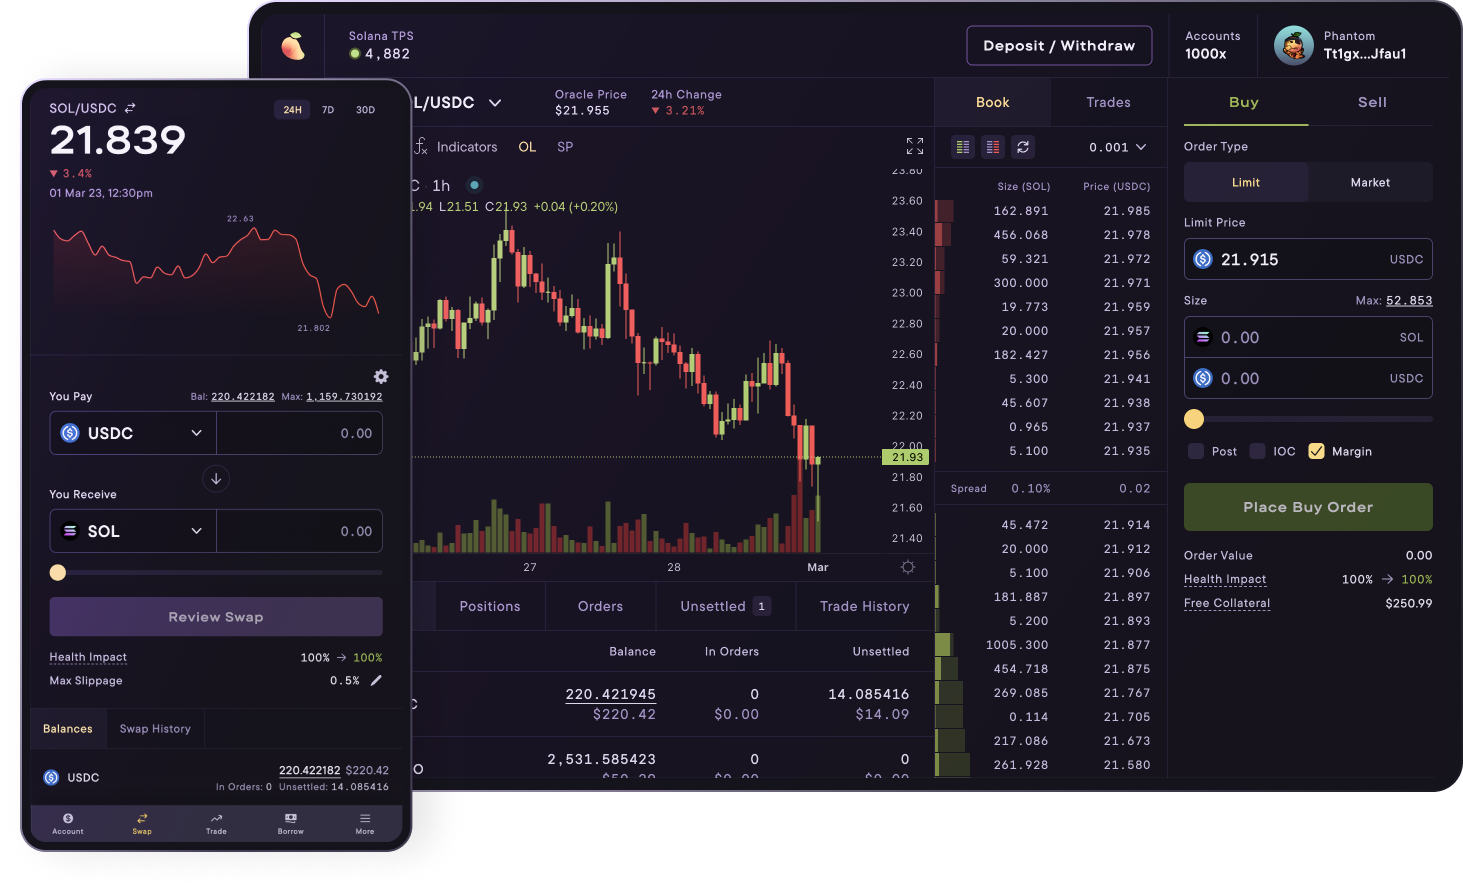 Solana TPS
4,882
Deposit / Withdraw
Accounts
1000x
Phantom
Tt1gx...Jfau1
L/USDC
Oracle Price
$21.955
24h Change
3.21%
Indicators
OL
SP
C · 1h
1.94 L21.51 C21.93 +0.04 (+0.20%)
23.80
23.60
23.40
23.20
23.00
22.80
22.60
22.40
22.20
22.00
21.93
21.80
21.60
21.40
27
28
Mar
Positions
Orders
Unsettled 1
Trade History
Balance
In Orders
Unsettled
C
220.421945
0
14.085416
$220.42
$0.00
$14.09
O
2,531.585423
0
0
Book
Trades
0.001
Size (SOL) Price (USDC)
162.891 21.985
456.068 21.978
59.321 21.972
300.000 21.971
19.773 21.959
20.000 21.957
182.427 21.956
5.300 21.941
45.607 21.938
0.965 21.937
5.100 21.935
Spread 0.10% 0.02
45.472 21.914
20.000 21.912
5.100 21.906
181.887 21.897
5.200 21.893
1005.300 21.877
454.718 21.875
269.085 21.767
0.114 21.705
217.086 21.673
261.928 21.580
Buy
Sell
Order Type
Limit
Market
Limit Price
21.915 USDC
Size
Max: 52.853
0.00 SOL
0.00 USDC
Post
IOC
Margin
Place Buy Order
Order Value 0.00
Health Impact 100% → 100%
Free Collateral $250.99
SOL/USDC
24H 7D 30D
21.839
3.4%
01 Mar 23, 12:30pm
22.63
21.802
You Pay
Bal: 220.422182 Max: 1,159.730192
USDC 0.00
You Receive
SOL 0.00
Review Swap
Health Impact 100% → 100%
Max Slippage 0.5%
Balances
Swap History
USDC
220.422182 $220.42
In Orders: 0 Unsettled: 14.085416
Account
Swap
Trade
Borrow
More